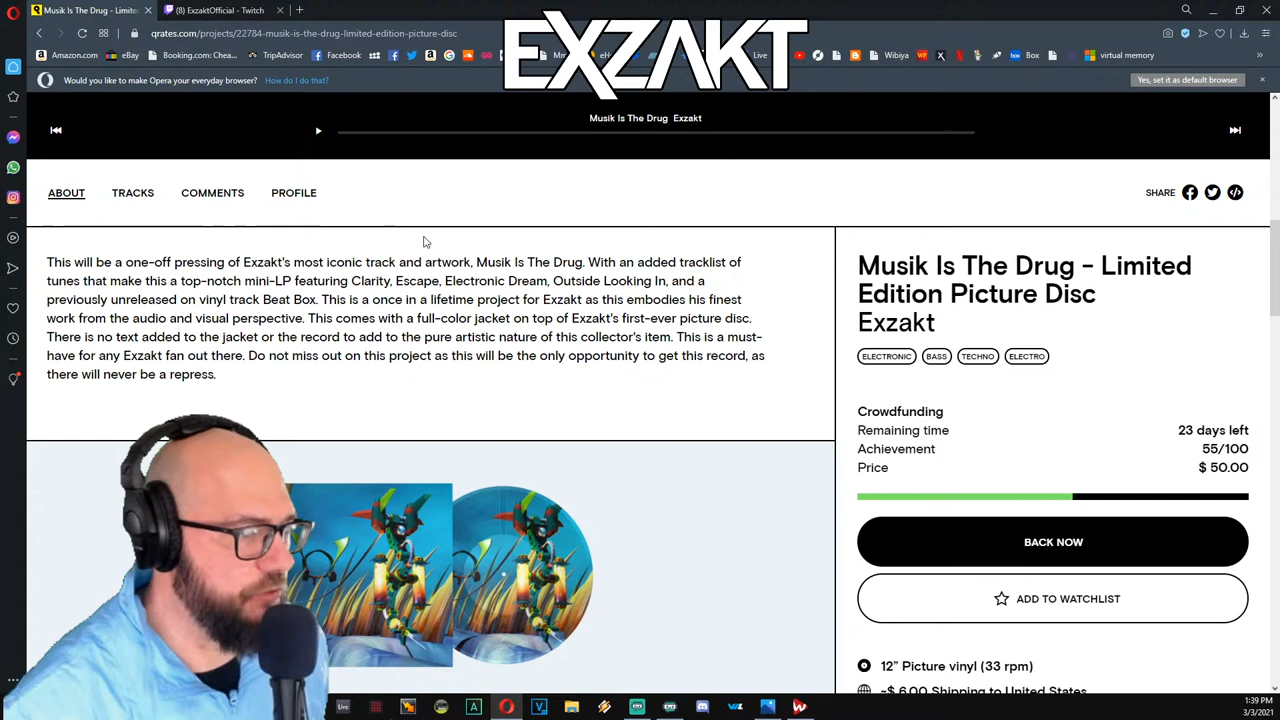 Musik Is The Drug - Limite
(8) ExzaktOfficial - Twitch
qrates.com/projects/22784-musik-is-the-drug-limited-edition-picture-disc
Amazon.com
eBay
Booking.com: Chea...
TripAdvisor
Facebook
Live
Wibiya
Box
virtual memory
Would you like to make Opera your everyday browser?
How do I do that?
Yes, set it as default browser
EXZAKT
Musik Is The Drug Exzakt
ABOUT
TRACKS
COMMENTS
PROFILE
SHARE
This will be a one-off pressing of Exzakt's most iconic track and artwork, Musik Is The Drug. With an added tracklist of
tunes that make this a top-notch mini-LP featuring Clarity, Escape, Electronic Dream, Outside Looking In, and a
previously unreleased on vinyl track Beat Box. This is a once in a lifetime project for Exzakt as this embodies his finest
work from the audio and visual perspective. This comes with a full-color jacket on top of Exzakt's first-ever picture disc.
There is no text added to the jacket or the record to add to the pure artistic nature of this collector's item. This is a must-
have for any Exzakt fan out there. Do not miss out on this project as this will be the only opportunity to get this record, as
there will never be a repress.
Musik Is The Drug - Limited
Edition Picture Disc
Exzakt
ELECTRONIC
BASS
TECHNO
ELECTRO
Crowdfunding
Remaining time 23 days left
Achievement 55/100
Price $ 50.00
BACK NOW
ADD TO WATCHLIST
12" Picture vinyl (33 rpm)
~$ 6.00 Shipping to United States
Live
1:39 PM
3/3/2021